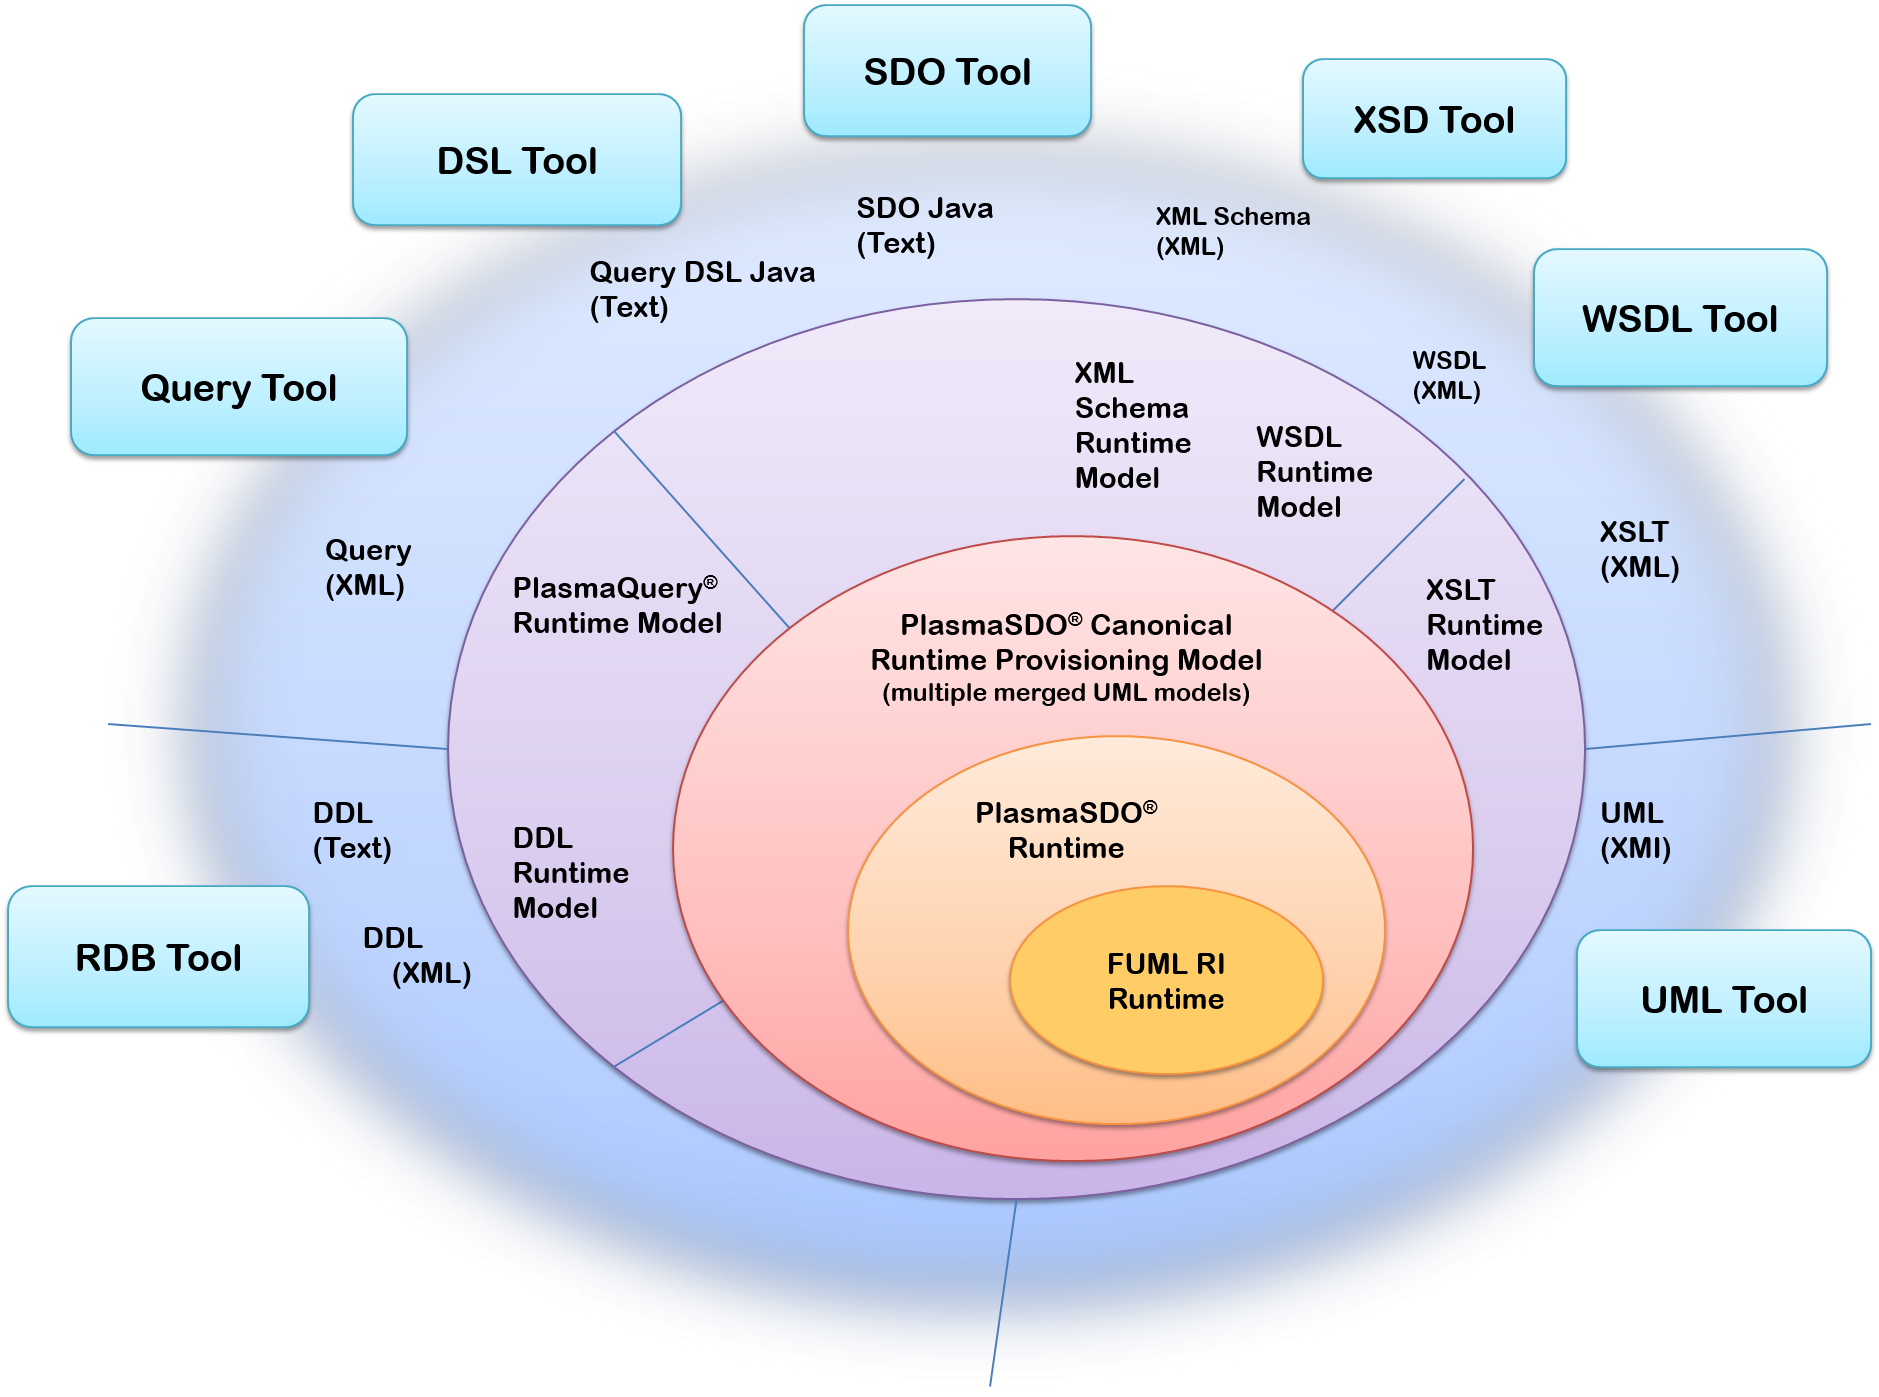 SDO Tool
XSD Tool
DSL Tool
SDO Java
(Text)
XML Schema
(XML)
Query DSL Java
(Text)
WSDL Tool
Query Tool
WSDL
(XML)
XML
Schema
Runtime
Model
WSDL
Runtime
Model
Query
(XML)
XSLT
(XML)
PlasmaQuery®
Runtime Model
XSLT
Runtime
Model
PlasmaSDO® Canonical
Runtime Provisioning Model
(multiple merged UML models)
DDL
(Text)
DDL
Runtime
Model
PlasmaSDO®
Runtime
UML
(XMI)
RDB Tool
DDL
(XML)
FUML RI
Runtime
UML Tool